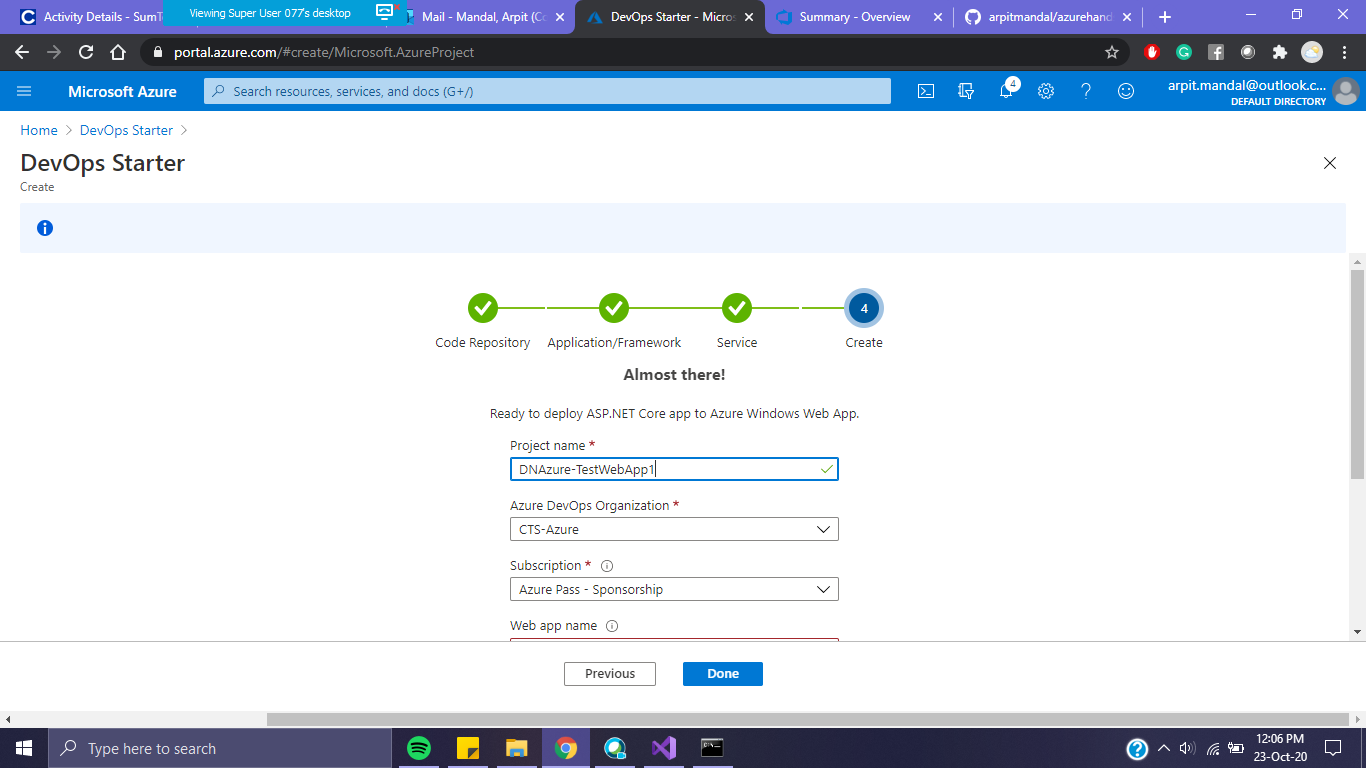 Activity Details - SumT
Viewing Super User 077's desktop
Mail - Mandal, Arpit (Co
DevOps Starter - Micros
Summary - Overview
arpitmandal/azurehand
portal.azure.com/#create/Microsoft.AzureProject
Microsoft Azure
Search resources, services, and docs (G+/)
4
arpit.mandal@outlook.c...
DEFAULT DIRECTORY
Home > DevOps Starter >
DevOps Starter
Create
4
Code Repository Application/Framework Service Create
Almost there!
Ready to deploy ASP.NET Core app to Azure Windows Web App.
Project name *
DNAzure-TestWebApp1
Azure DevOps Organization *
CTS-Azure
Subscription *
Azure Pass - Sponsorship
Web app name
Previous Done
Type here to search
12:06 PM
23-Oct-20